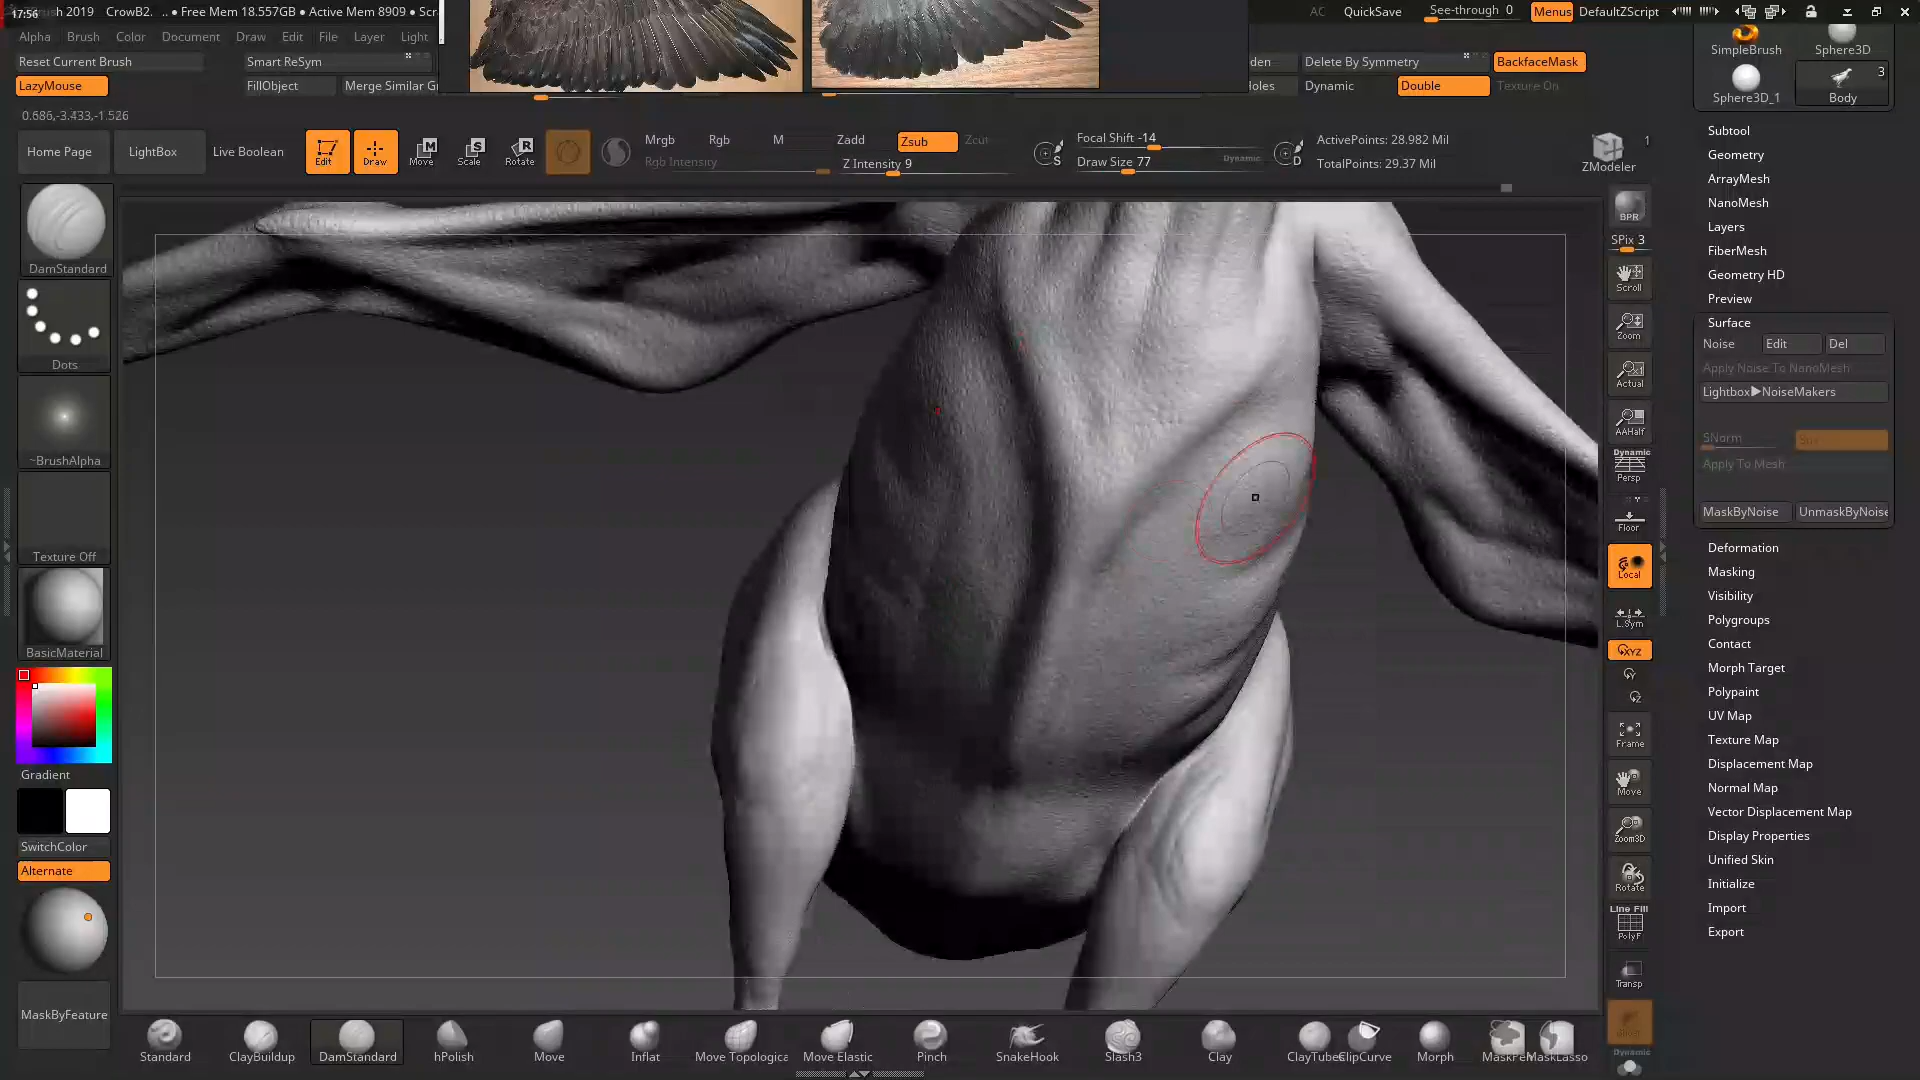 17:56
h 2019 CrowB2. .. ● Free Mem 18.557GB ● Active Mem 8909 ● Scr
AC QuickSave See-through 0 Menus DefaultZScript
Alpha Brush Color Document Draw Edit File Layer Light
Reset Current Brush Smart ReSym
den Delete By Symmetry BackfaceMask
LazyMouse FillObject Merge Similar Gr
oles Dynamic Double Texture On
0.686,-3.433,-1.526
Home Page LightBox Live Boolean Edit Draw Move Scale Rotate
Mrgb Rgb M Zadd Zsub Zcut
Rgb Intensity Z Intensity 9
Focal Shift -14
Draw Size 77 Dynamic
S D
ActivePoints: 28.982 Mil
TotalPoints: 29.37 Mil
ZModeler 1
SimpleBrush Sphere3D
Sphere3D_1 Body 3
DamStandard
Dots
~BrushAlpha
Texture Off
BasicMaterial
Gradient
SwitchColor
Alternate
MaskByFeature
BPR
SPix 3
Scroll
Zoom
Actual
AAHalf
Dynamic
Persp
Floor
Local
L.Sym
XYZ
Frame
Move
Zoom3D
Rotate
Line Fill
PolyF
Transp
Dynamic
Subtool
Geometry
ArrayMesh
NanoMesh
Layers
FiberMesh
Geometry HD
Preview
Surface
Noise Edit Del
Apply Noise To NanoMesh
Lightbox▶NoiseMakers
SNorm
Apply To Mesh
MaskByNoise UnmaskByNoise
Deformation
Masking
Visibility
Polygroups
Contact
Morph Target
Polypaint
UV Map
Texture Map
Displacement Map
Normal Map
Vector Displacement Map
Display Properties
Unified Skin
Initialize
Import
Export
Standard ClayBuildup DamStandard hPolish Move Inflat Move Topologica Move Elastic Pinch SnakeHook Slash3 Clay ClayTube ClipCurve Morph MaskPen MaskLasso